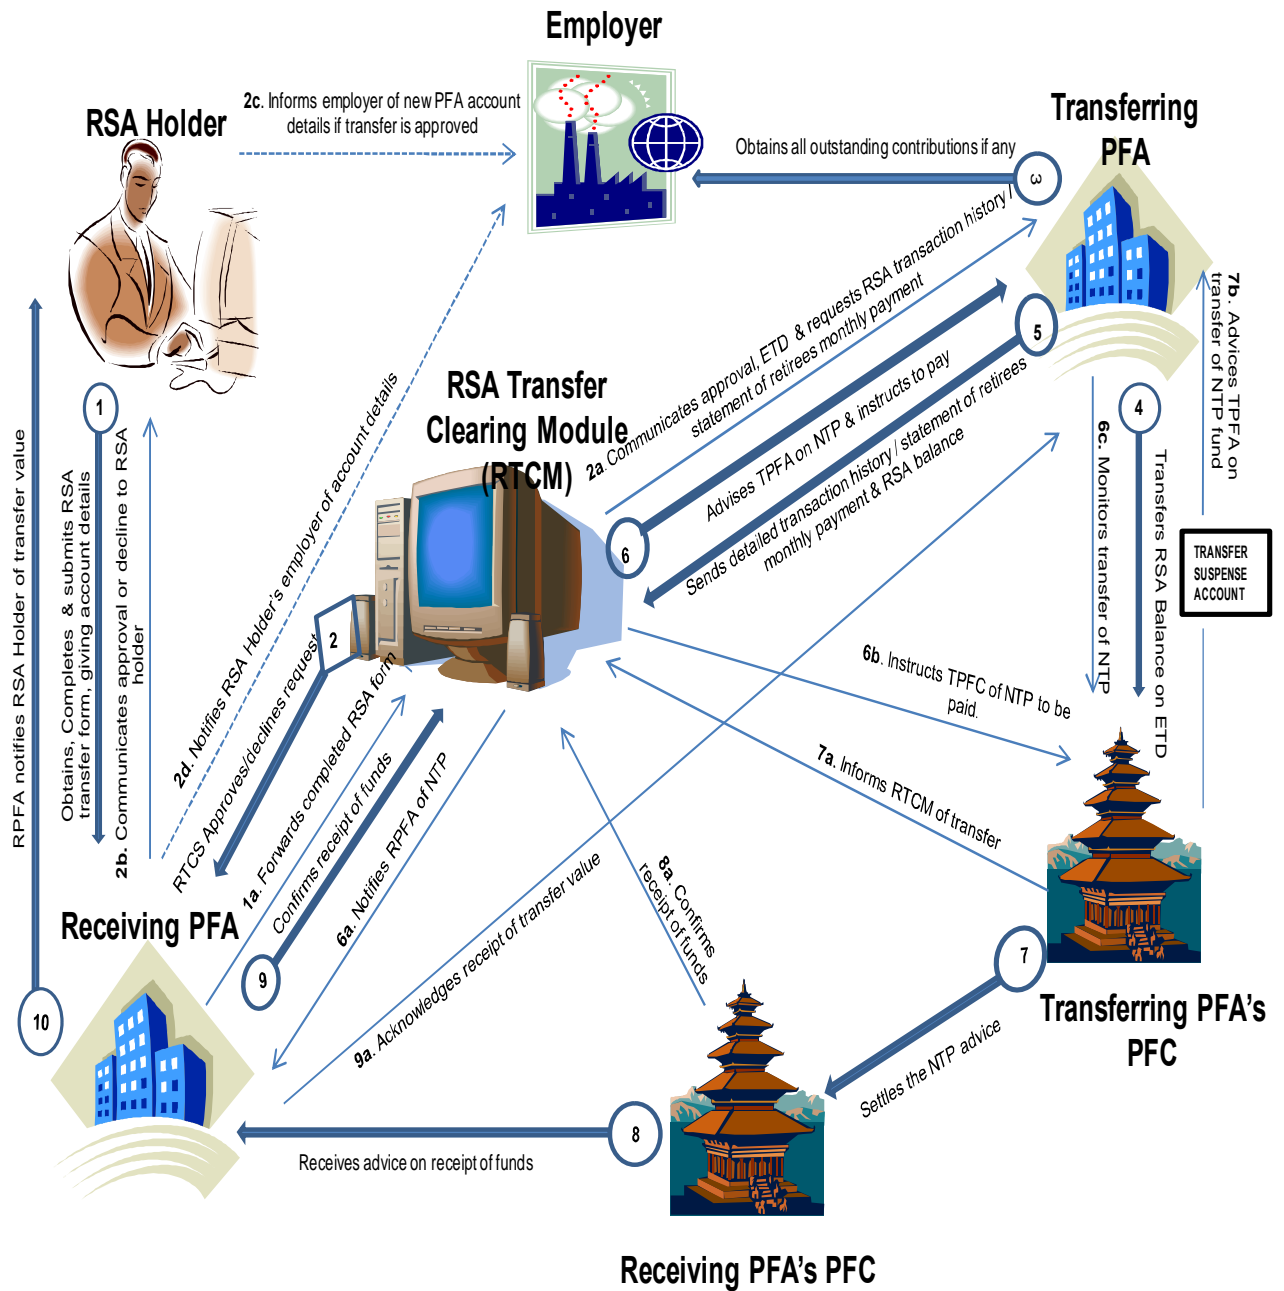 Employer
2c. Informs employer of new PFA account
details if transfer is approved
RSA Holder
Transferring
PFA
Obtains all outstanding contributions if any
3
2a. Communicates approval, ETD & requests RSA transaction history /
statement of retirees monthly payment
Advises TPFA on NTP & instructs to pay
5
Sends detailed transaction history / statement of retirees
monthly payment & RSA balance
7b. Advices TPFA on
transfer of NTP fund
4
6c. Monitors transfer of NTP
Transfers RSA Balance on ETD
TRANSFER
SUSPENSE
ACCOUNT
RSA Transfer
Clearing Module
(RTCM)
6
1
RPFA notifies RSA Holder of transfer value
Obtains, Completes & submits RSA
transfer form, giving account details
2b. Communicates approval or decline to RSA
holder
2d. Notifies RSA Holder's employer of account details
2
RTCS Approves/declines request
1a. Forwards completed RSA form
Confirms receipt of funds
6a. Notifies RPFA of NTP
9a. Acknowledges receipt of transfer value
6b. Instructs TPFC of NTP to be
paid.
7a. Informs RTCM of transfer
8a. Confirms
receipt of funds
Receiving PFA
9
10
7
Transferring PFA's
PFC
Settles the NTP advice
8
Receives advice on receipt of funds
Receiving PFA's PFC